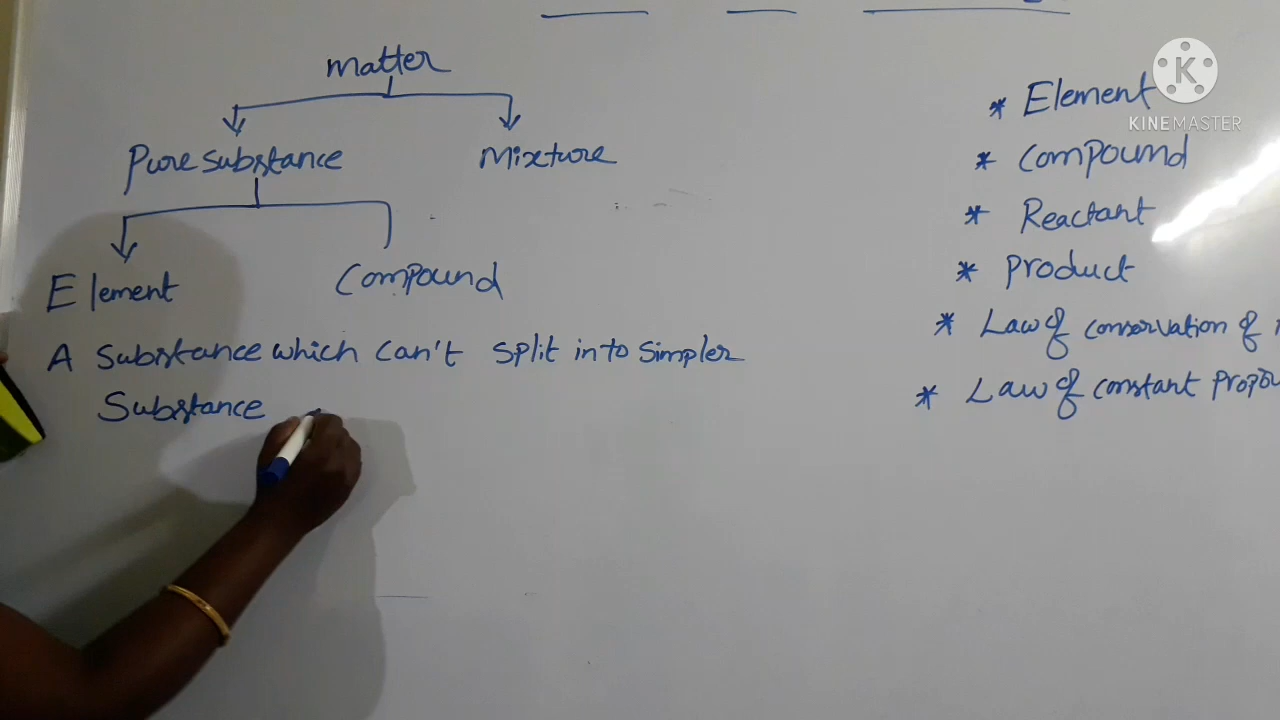 matter
Pure substance
Mixture
Element
Compound
A Substance which can't split into simpler
Substance
K
KINEMASTER
* Element
* Compound
* Reactant
* Product
* Law of conservation of
* Law of constant